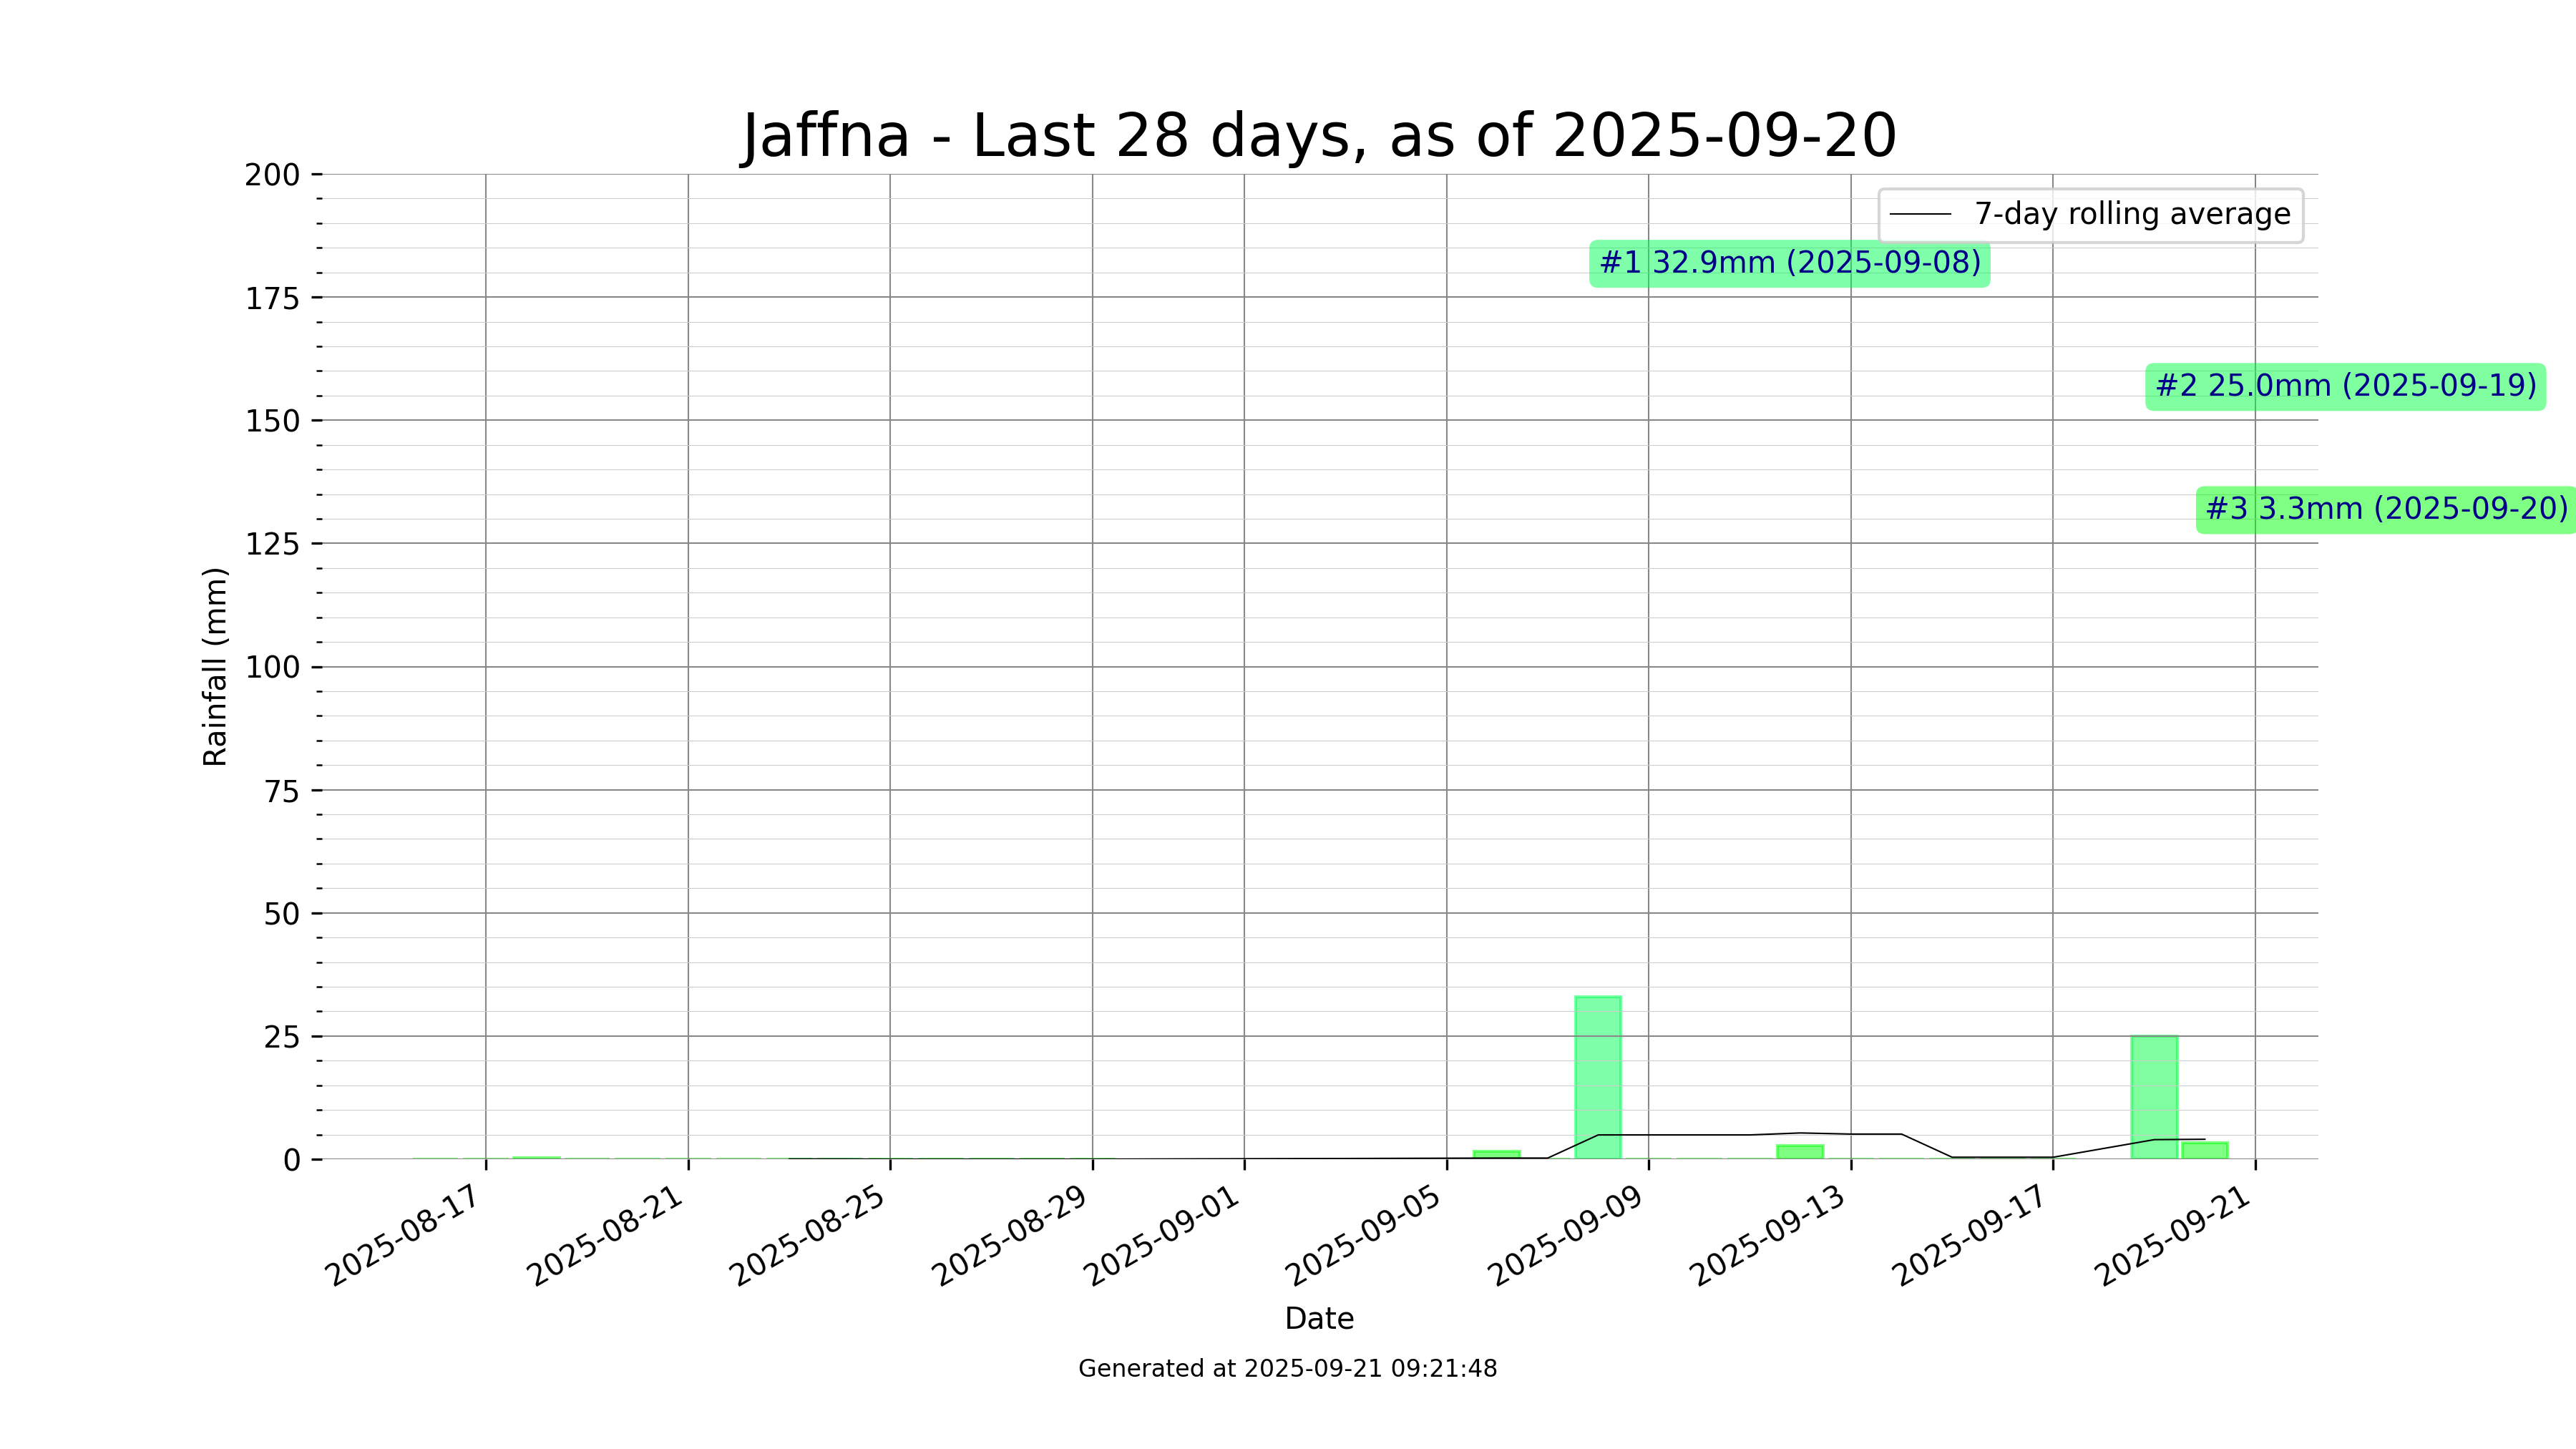 Jaffna - Last 28 days, as of 2025-09-20
200
175
150
125
100
75
50
25
0
Rainfall (mm)
7-day rolling average
#1 32.9mm (2025-09-08)
#2 25.0mm (2025-09-19)
#3 3.3mm (2025-09-20)
2025-08-17
2025-08-21
2025-08-25
2025-08-29
2025-09-01
2025-09-05
2025-09-09
2025-09-13
2025-09-17
2025-09-21
Date
Generated at 2025-09-21 09:21:48